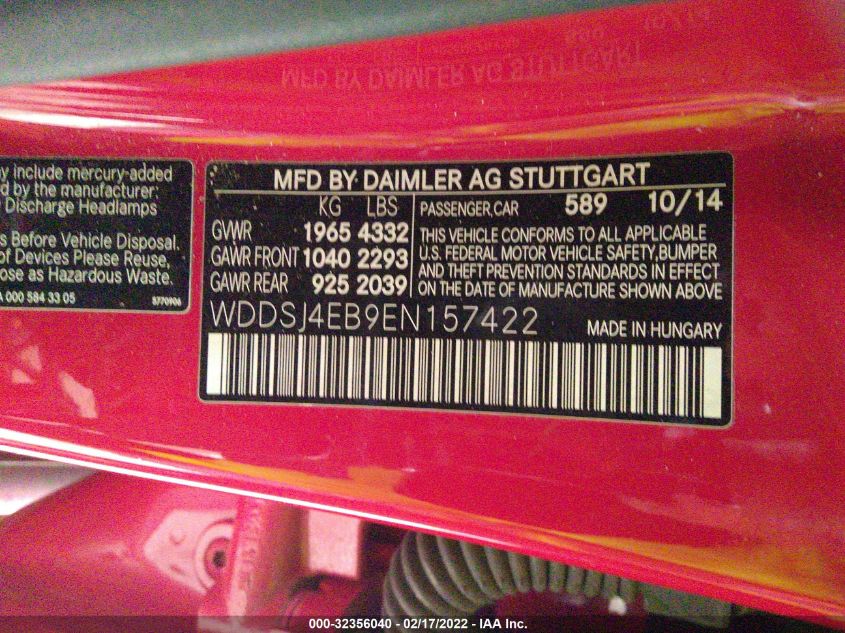 MFD BY DAIMLER AG STUTTGART
y include mercury-added
d by the manufacturer:
Discharge Headlamps
s Before Vehicle Disposal.
of Devices Please Reuse,
ose as Hazardous Waste.
A 000 584 33 05
5770906
MFD BY DAIMLER AG STUTTGART
KG LBS
GVWR 1965 4332
GAWR FRONT 1040 2293
GAWR REAR 925 2039
PASSENGER,CAR 589 10/14
THIS VEHICLE CONFORMS TO ALL APPLICABLE
U.S. FEDERAL MOTOR VEHICLE SAFETY,BUMPER
AND THEFT PREVENTION STANDARDS IN EFFECT
ON THE DATE OF MANUFACTURE SHOWN ABOVE
WDDSJ4EB9EN157422
MADE IN HUNGARY
000-32356040 - 02/17/2022 - IAA Inc.